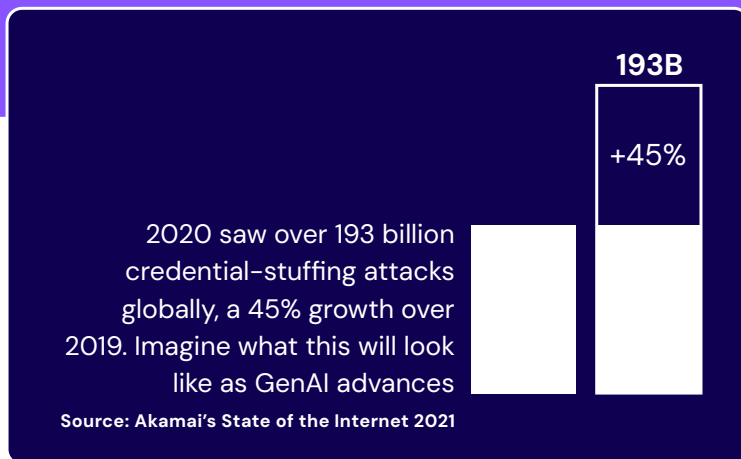 193B
+45%
2020 saw over 193 billion
credential-stuffing attacks
globally, a 45% growth over
2019. Imagine what this will look
like as GenAI advances
Source: Akamai's State of the Internet 2021